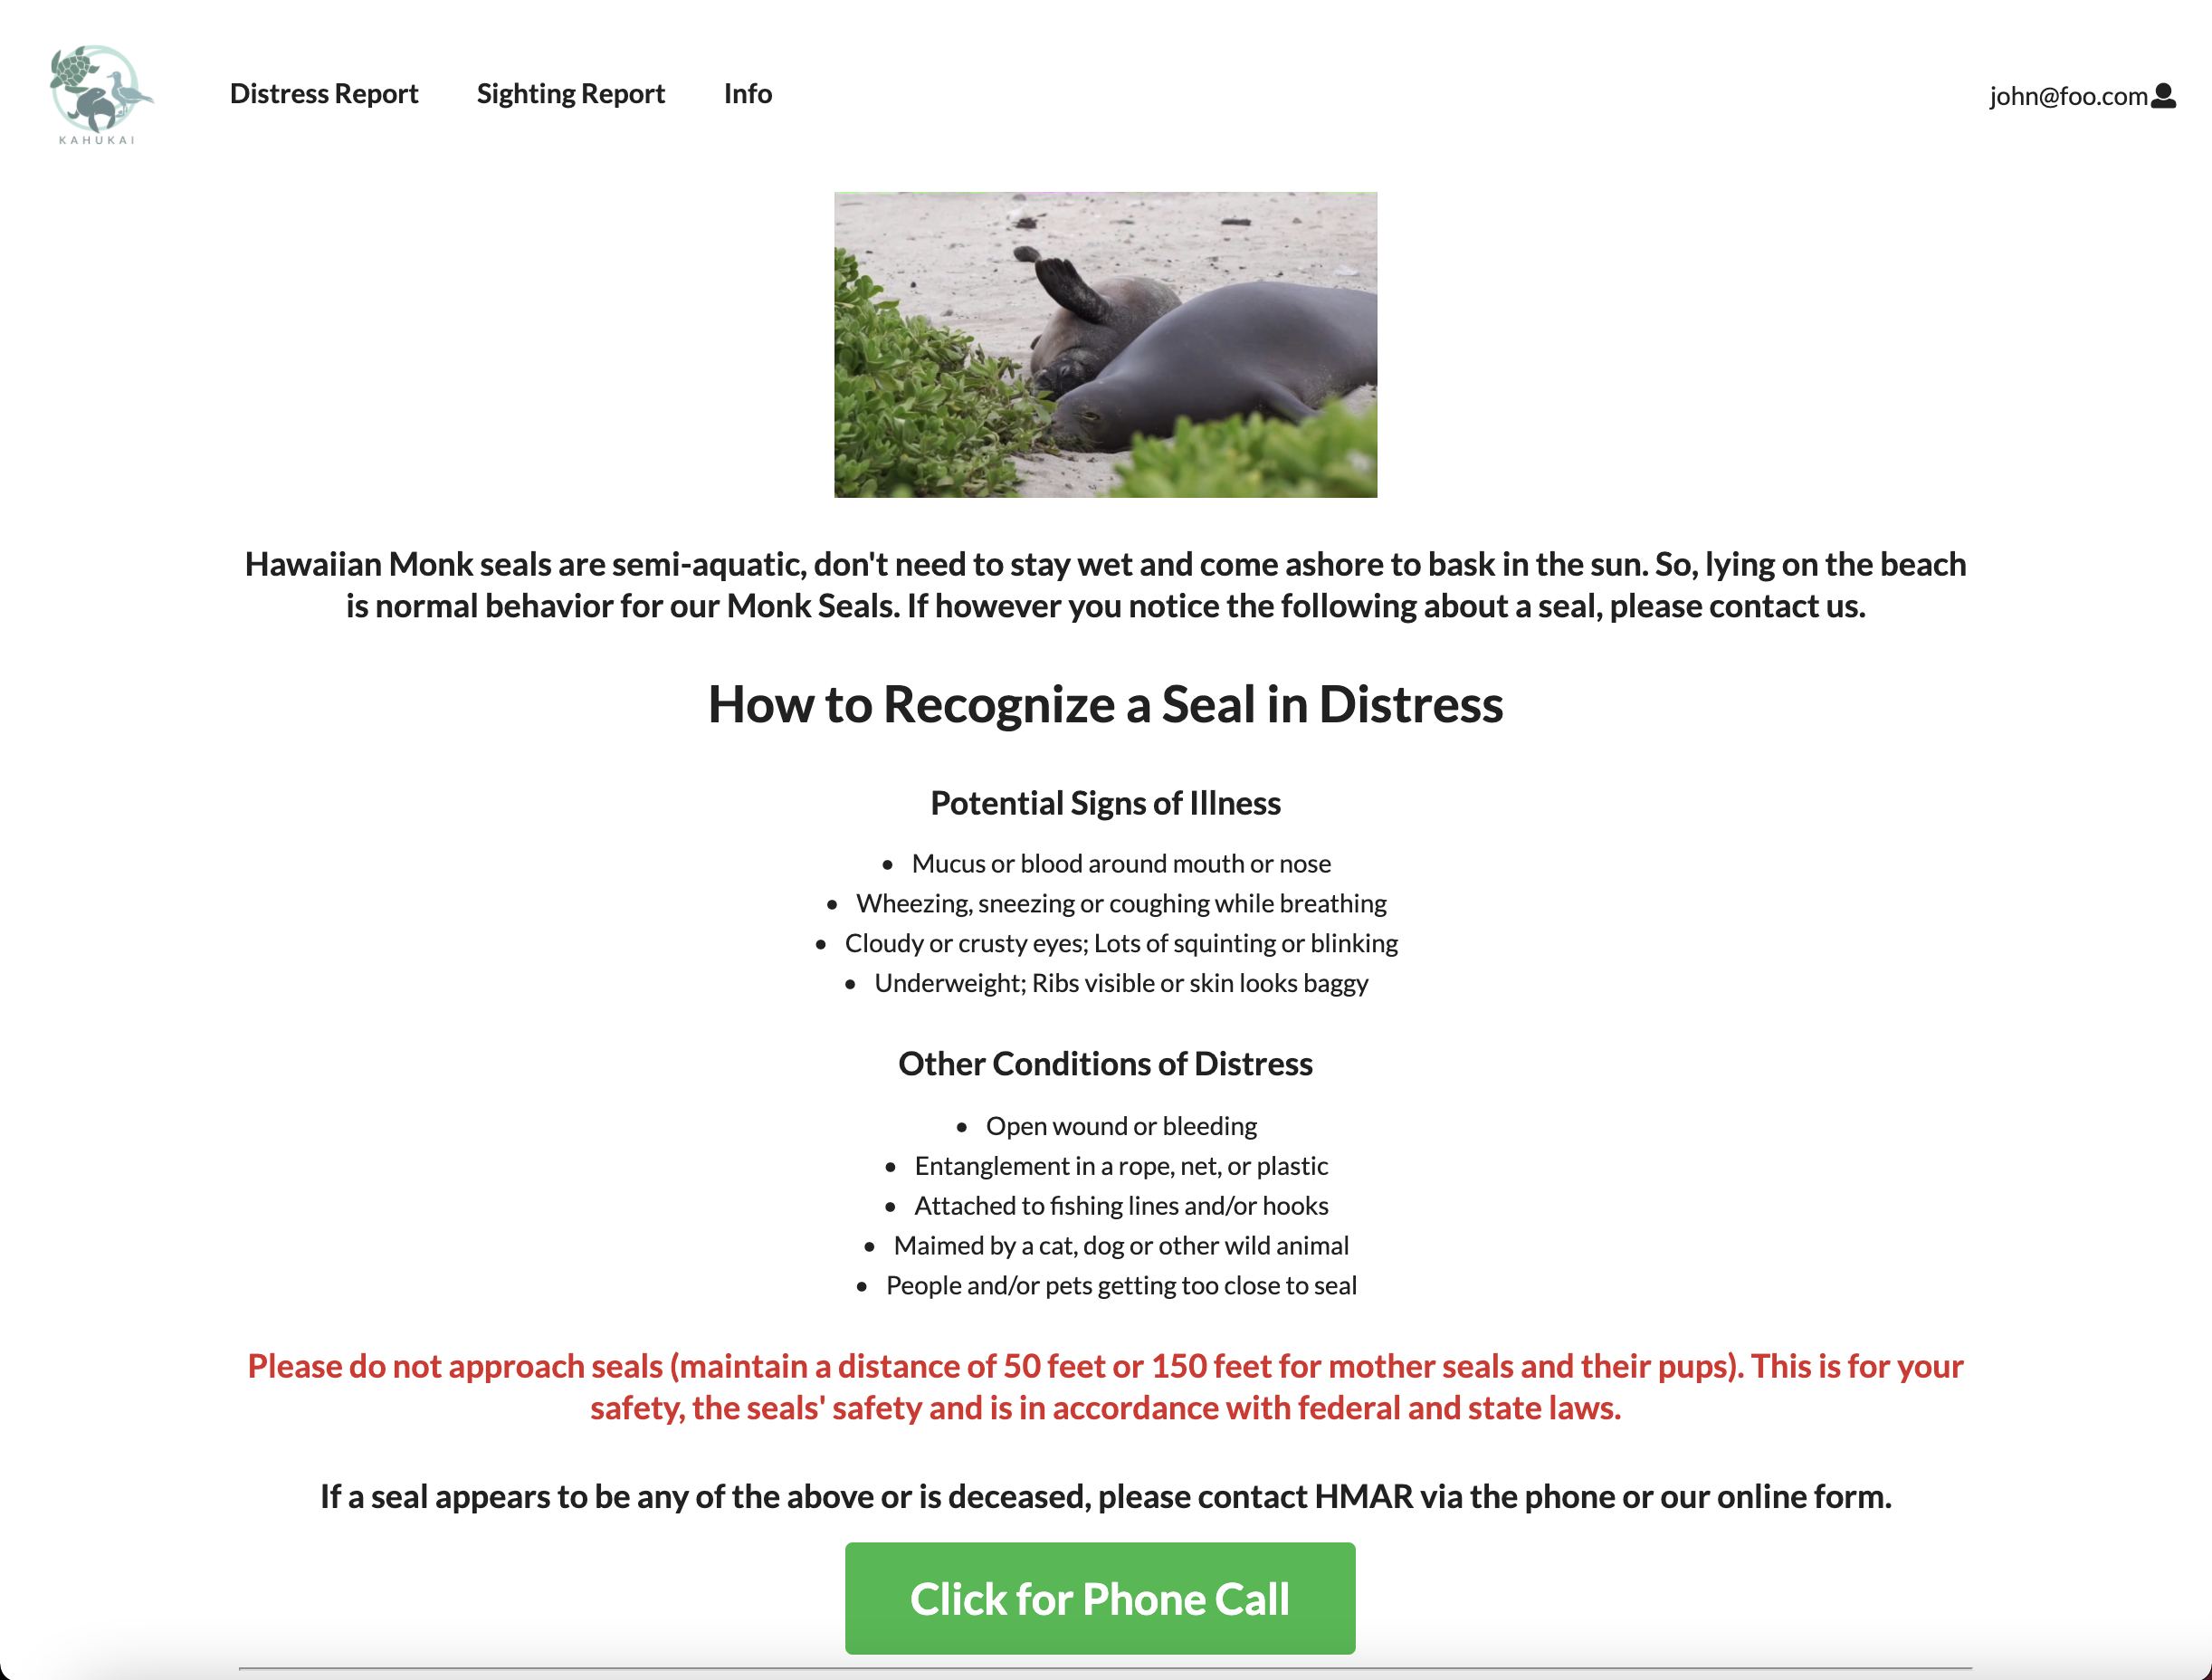 KAHUKAI
Distress Report
Sighting Report
Info
john@foo.com
Hawaiian Monk seals are semi-aquatic, don't need to stay wet and come ashore to bask in the sun. So, lying on the beach
is normal behavior for our Monk Seals. If however you notice the following about a seal, please contact us.
How to Recognize a Seal in Distress
Potential Signs of Illness
• Mucus or blood around mouth or nose
• Wheezing, sneezing or coughing while breathing
• Cloudy or crusty eyes; Lots of squinting or blinking
• Underweight; Ribs visible or skin looks baggy
Other Conditions of Distress
• Open wound or bleeding
• Entanglement in a rope, net, or plastic
• Attached to fishing lines and/or hooks
• Maimed by a cat, dog or other wild animal
• People and/or pets getting too close to seal
Please do not approach seals (maintain a distance of 50 feet or 150 feet for mother seals and their pups). This is for your
safety, the seals' safety and is in accordance with federal and state laws.
If a seal appears to be any of the above or is deceased, please contact HMAR via the phone or our online form.
Click for Phone Call